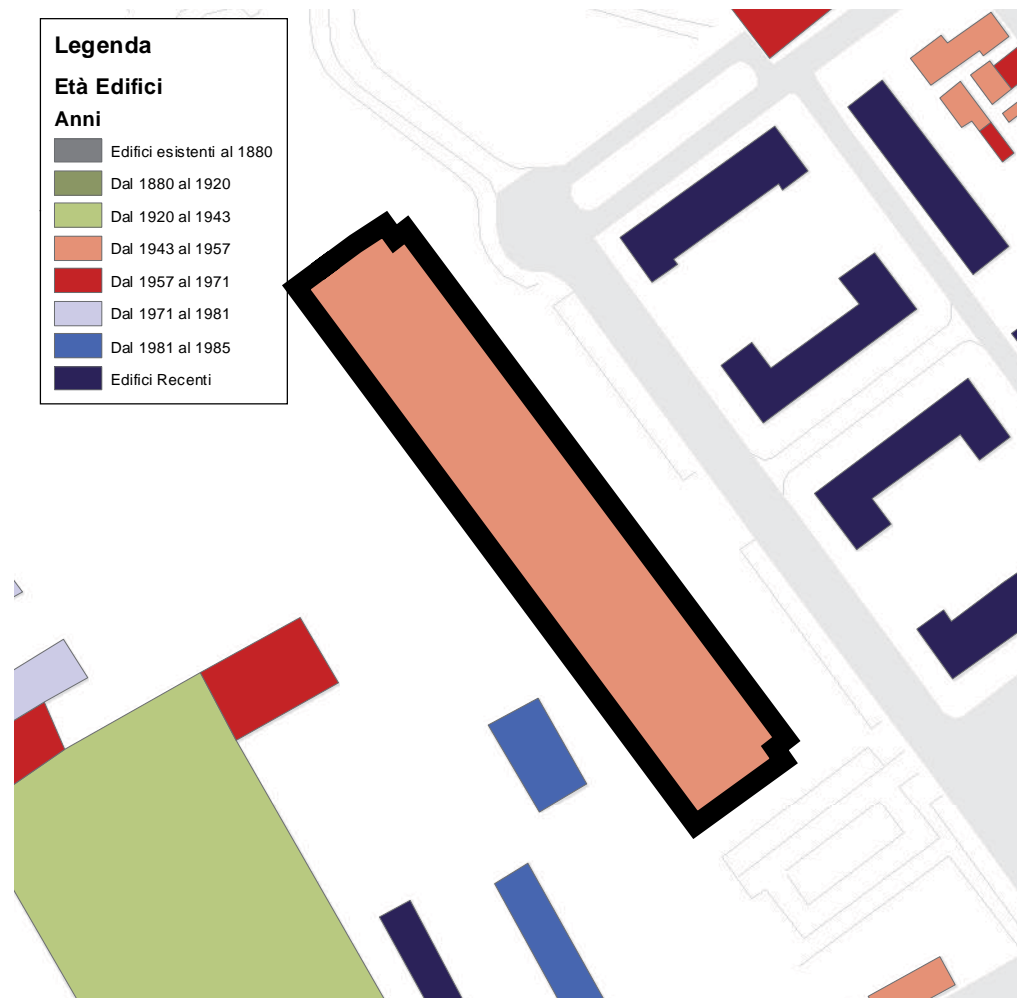 Legenda
Età Edifici
Anni
Edifici esistenti al 1880
Dal 1880 al 1920
Dal 1920 al 1943
Dal 1943 al 1957
Dal 1957 al 1971
Dal 1971 al 1981
Dal 1981 al 1985
Edifici Recenti